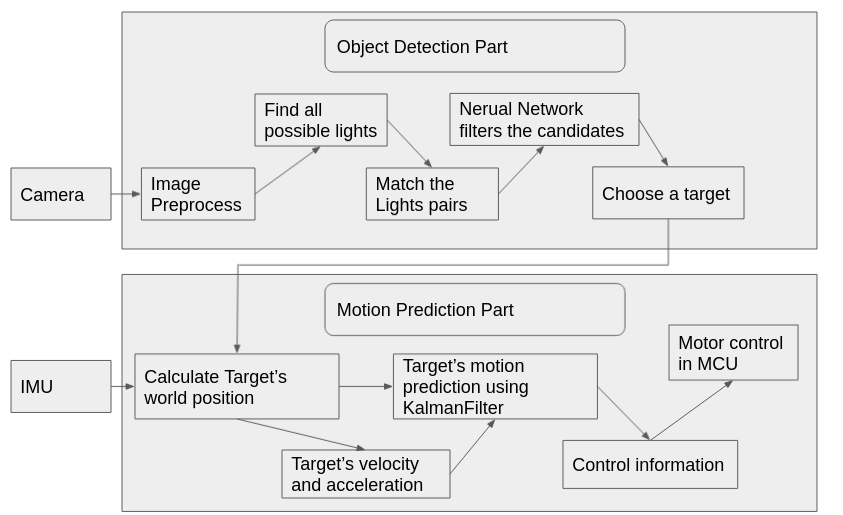 Object Detection Part
Find all
possible lights
Nerual Network
filters the candidates
Camera
Image
Preprocess
Match the
Lights pairs
Choose a target
Motion Prediction Part
Motor control
in MCU
IMU
Calculate Target’s
world position
Target’s motion
prediction using
KalmanFilter
Target’s velocity
and acceleration
Control information